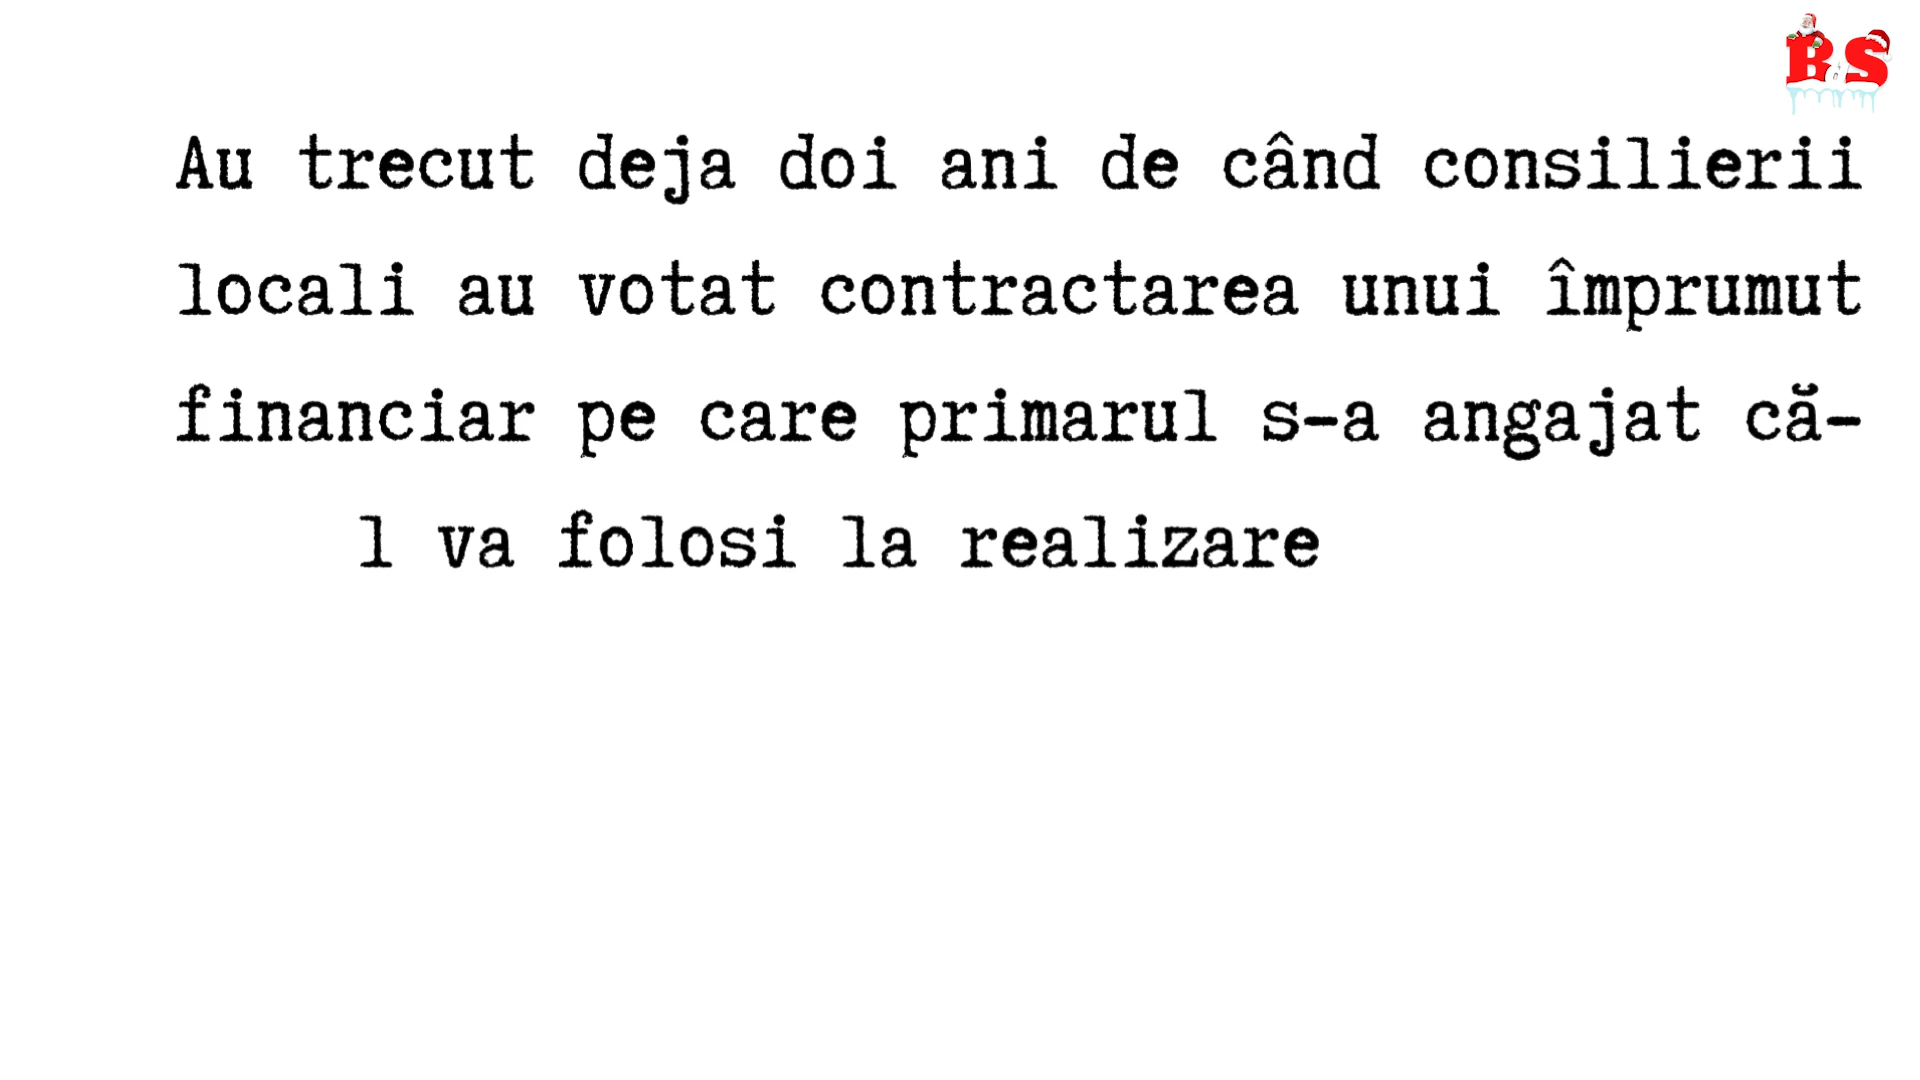 B&S
Au trecut deja doi ani de când consilierii
locali au votat contractarea unui împrumut
financiar pe care primarul s-a angajat că-
l va folosi la realizare